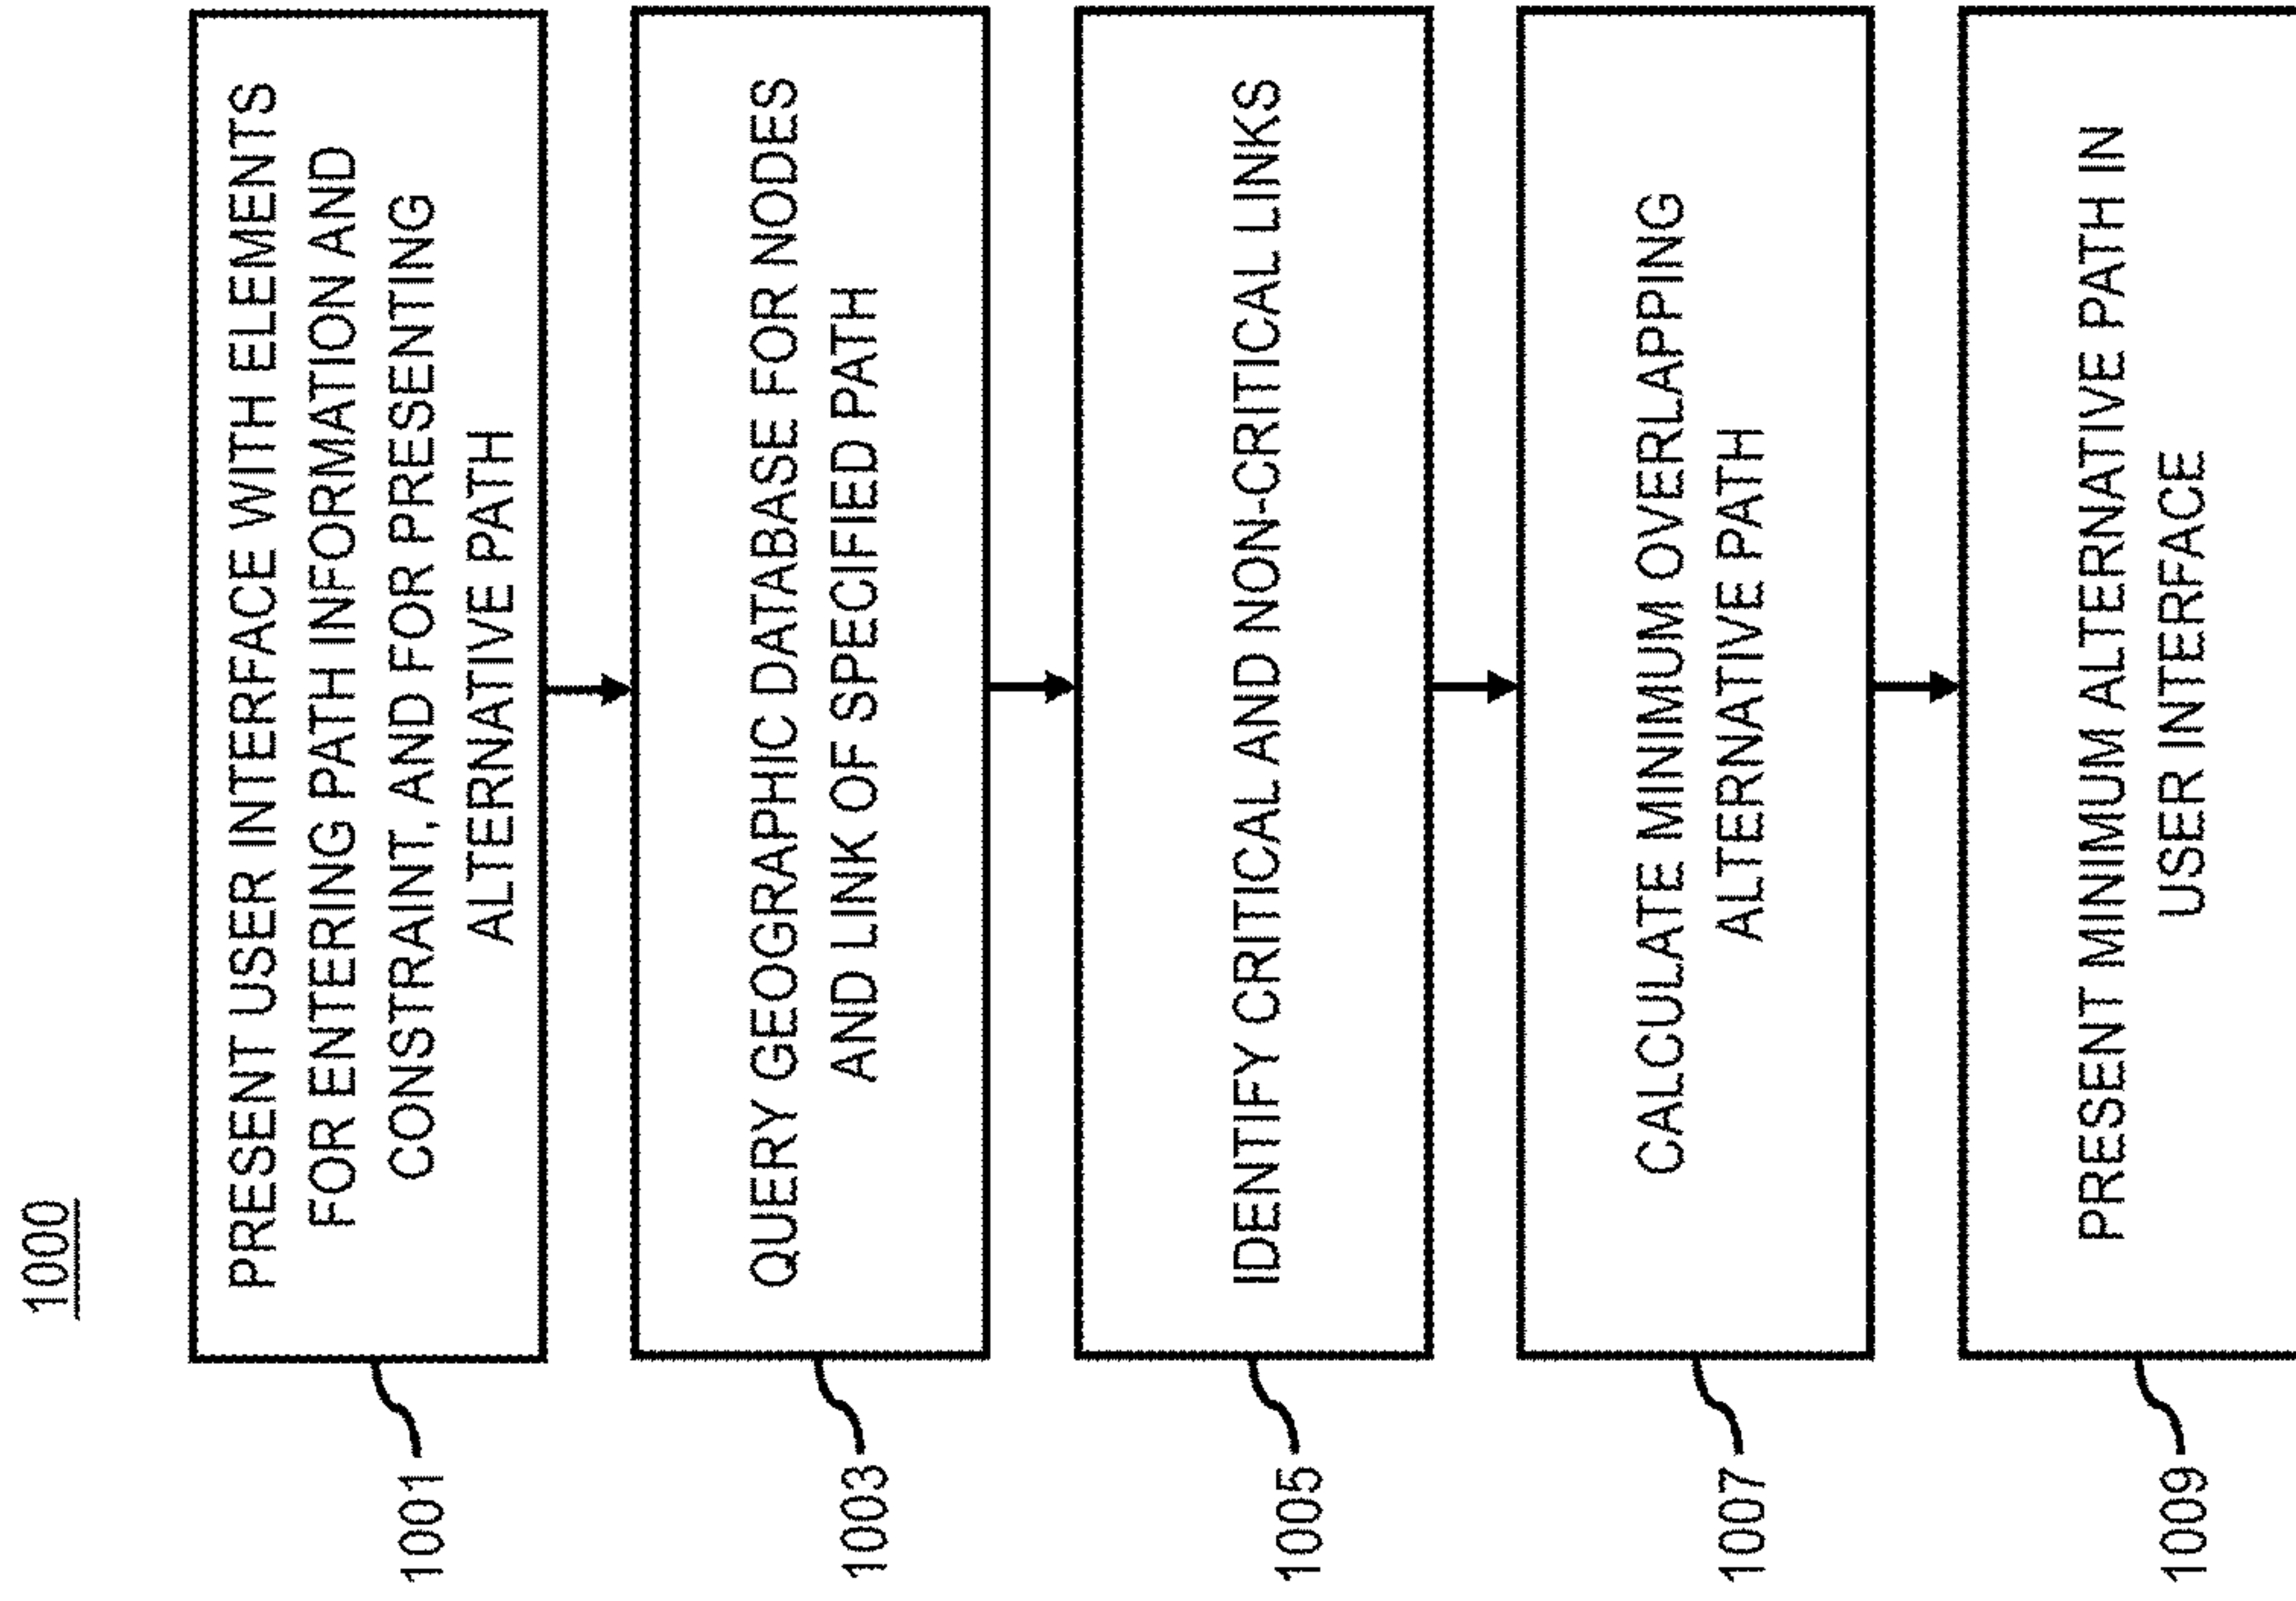 1000
PRESENT USER INTERFACE WITH ELEMENTS
FOR ENTERING PATH INFORMATION AND
CONSTRAINT, AND FOR PRESENTING
ALTERNATIVE PATH
1001
QUERY GEOGRAPHIC DATABASE FOR NODES
AND LINK OF SPECIFIED PATH
1003
IDENTIFY CRITICAL AND NON-CRITICAL LINKS
1005
CALCULATE MINIMUM OVERLAPPING
ALTERNATIVE PATH
1007
PRESENT MINIMUM ALTERNATIVE PATH IN
USER INTERFACE
1009